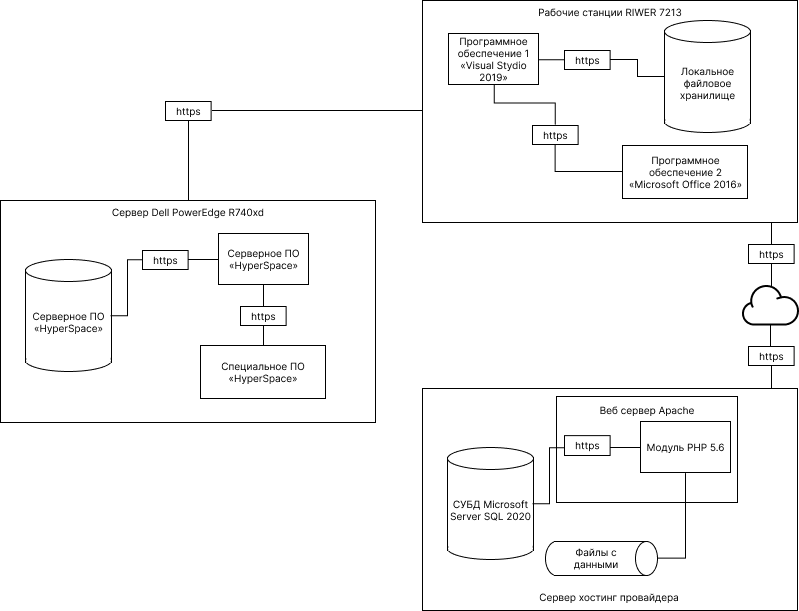 Рабочие станции RIWER 7213
Программное
обеспечение 1
«Visual Stydio
2019»
https
Локальное
файловое
хранилище
https
Программное
обеспечение 2
«Microsoft Office 2016»
https
Сервер Dell PowerEdge R740xd
Серверное ПО
«HyperSpace»
https
Серверное ПО
«HyperSpace»
https
Специальное ПО
«HyperSpace»
https
https
Веб сервер Apache
https
Модуль PHP 5.6
СУБД Microsoft
Server SQL 2020
Файлы с
данными
Сервер хостинг провайдера